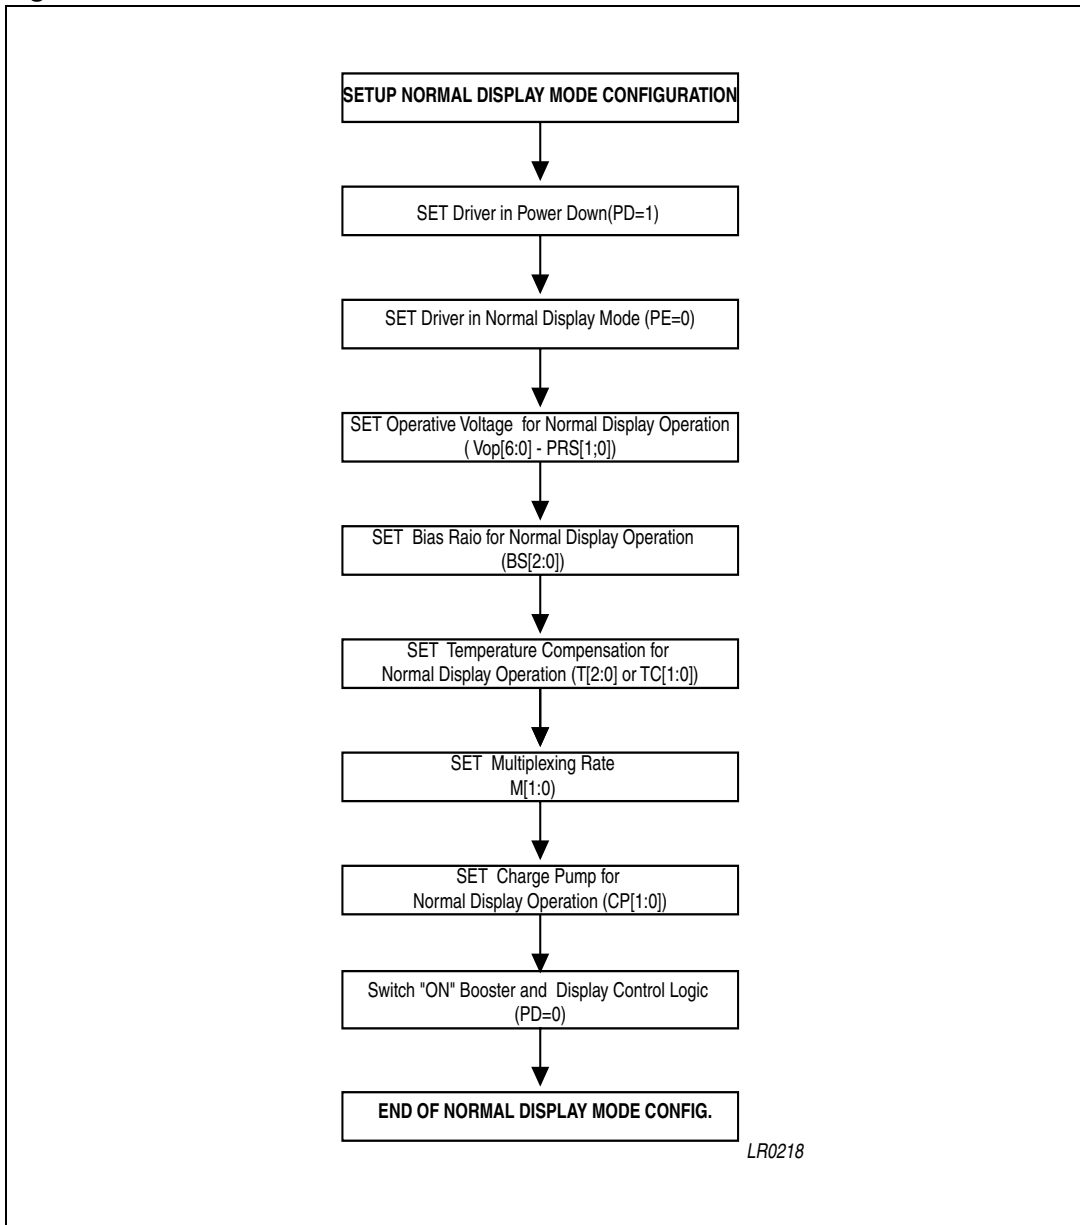 SETUP NORMAL DISPLAY MODE CONFIGURATION
SET Driver in Power Down(PD=1)
SET Driver in Normal Display Mode (PE=0)
SET Operative Voltage for Normal Display Operation
( Vop[6:0] - PRS[1;0])
SET Bias Raio for Normal Display Operation
(BS[2:0])
SET Temperature Compensation for
Normal Display Operation (T[2:0] or TC[1:0])
SET Multiplexing Rate
M[1:0)
SET Charge Pump for
Normal Display Operation (CP[1:0])
Switch "ON" Booster and Display Control Logic
(PD=0)
END OF NORMAL DISPLAY MODE CONFIG.
LR0218